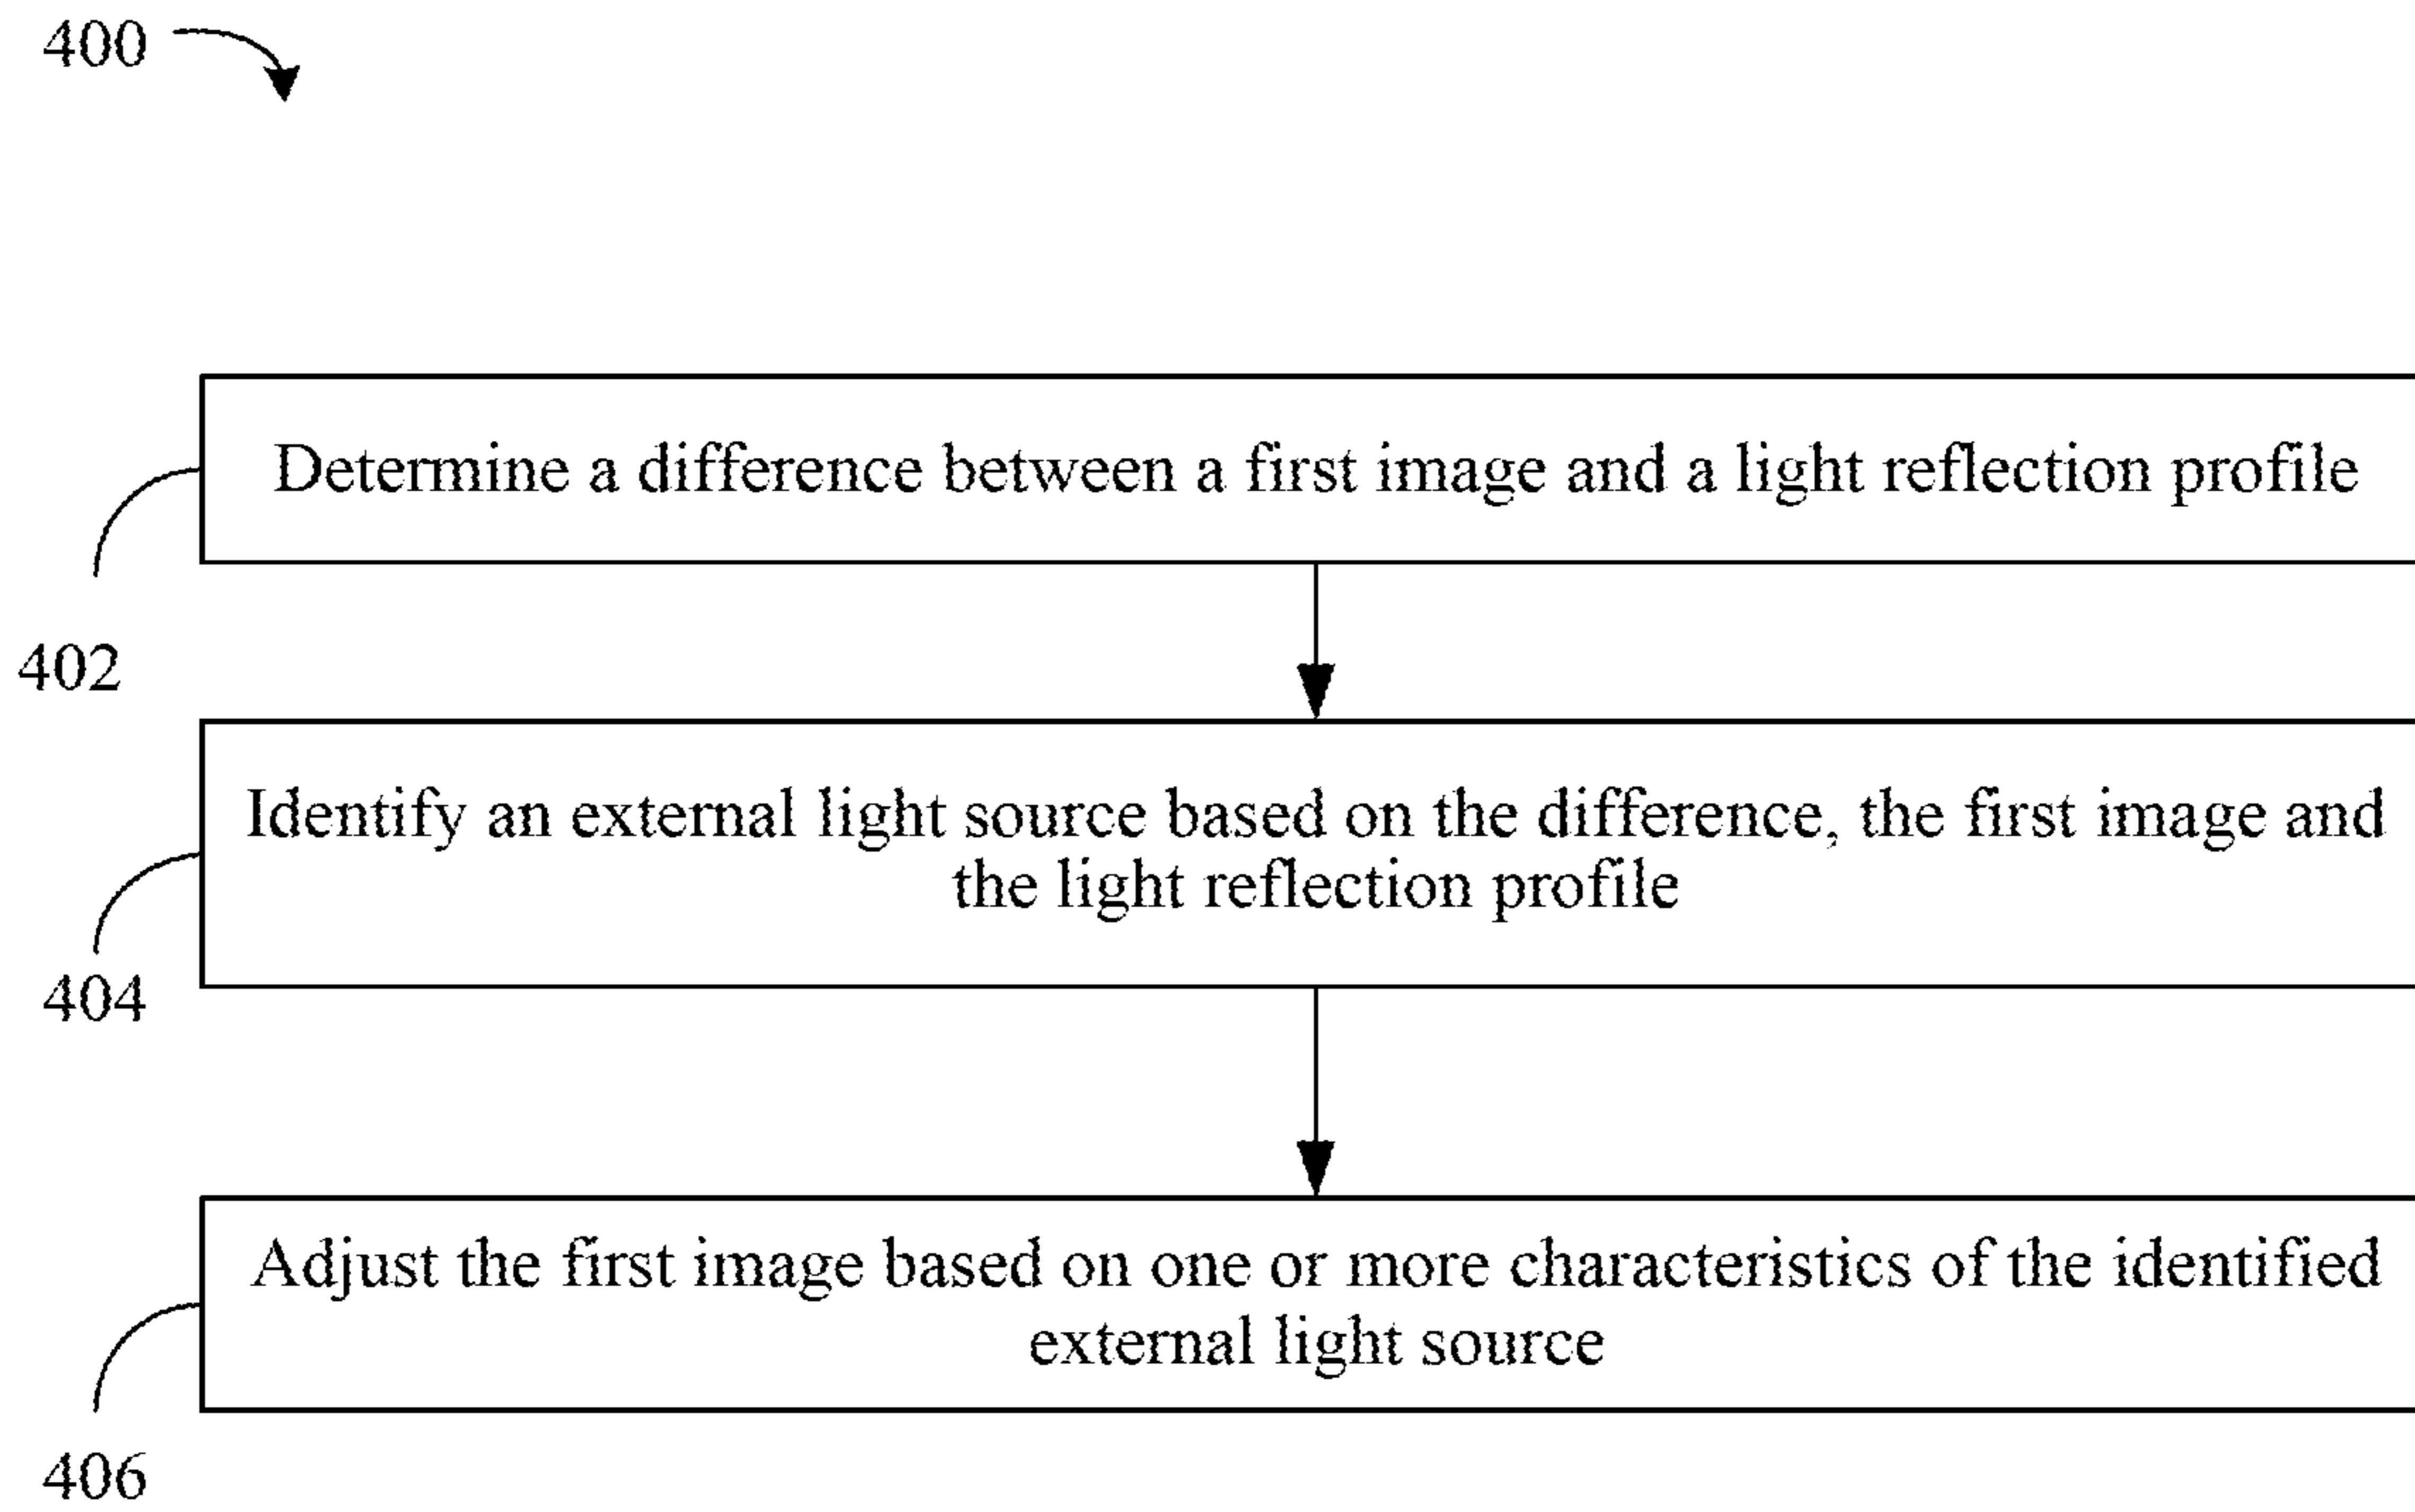 400
Determine a difference between a first image and a light reflection profile
402
Identify an external light source based on the difference, the first image and
the light reflection profile
404
Adjust the first image based on one or more characteristics of the identified
external light source
406